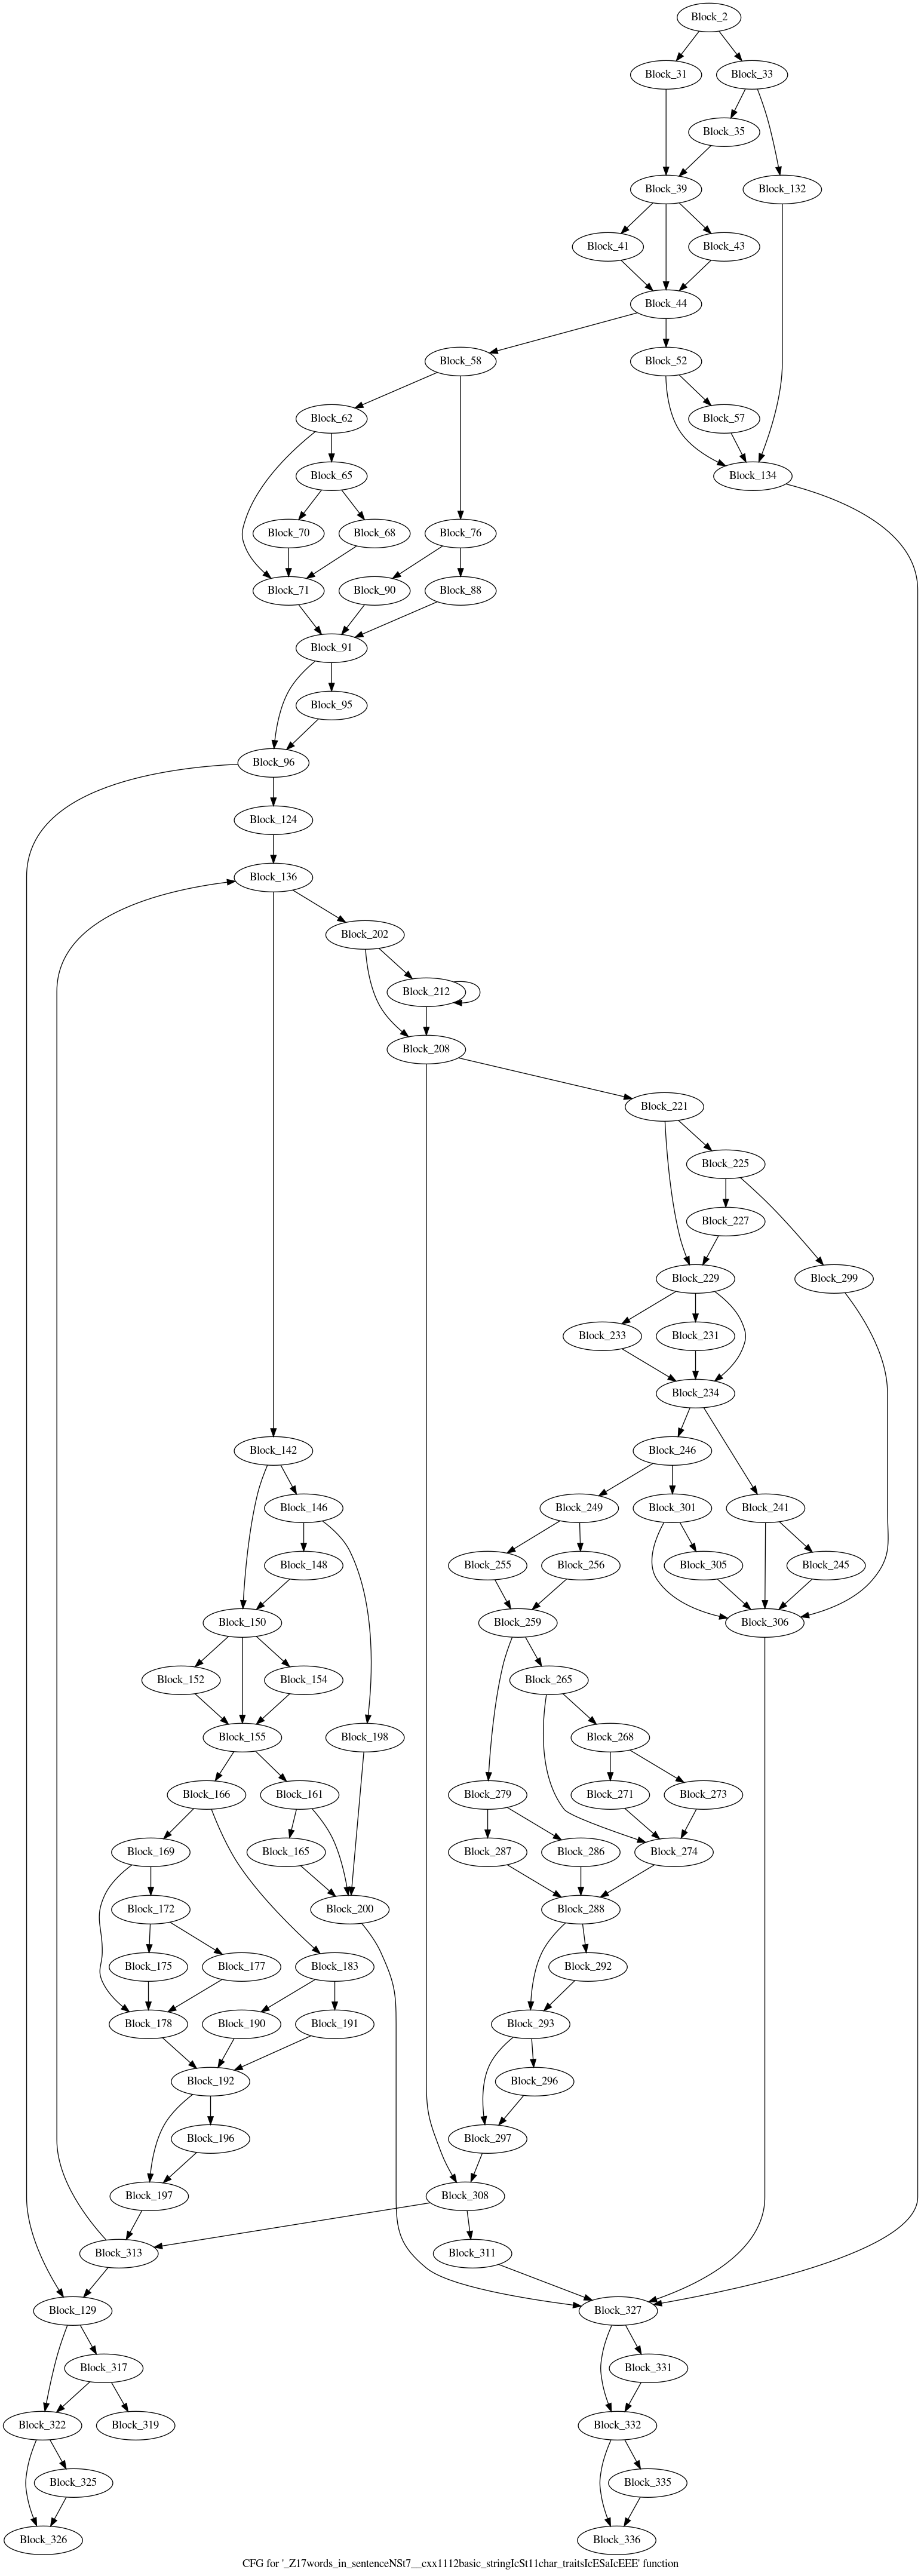 Block_2
Block_31
Block_33
Block_35
Block_39
Block_132
Block_41
Block_43
Block_44
Block_58
Block_52
Block_62
Block_57
Block_65
Block_134
Block_70
Block_68
Block_76
Block_71
Block_90
Block_88
Block_91
Block_95
Block_96
Block_124
Block_136
Block_202
Block_212
Block_208
Block_221
Block_225
Block_227
Block_229
Block_299
Block_233
Block_231
Block_234
Block_142
Block_246
Block_146
Block_249
Block_301
Block_241
Block_148
Block_255
Block_256
Block_305
Block_245
Block_150
Block_259
Block_306
Block_152
Block_154
Block_265
Block_155
Block_198
Block_268
Block_166
Block_161
Block_279
Block_271
Block_273
Block_169
Block_165
Block_287
Block_286
Block_274
Block_172
Block_200
Block_288
Block_175
Block_177
Block_183
Block_292
Block_178
Block_190
Block_191
Block_293
Block_192
Block_296
Block_196
Block_297
Block_197
Block_308
Block_313
Block_311
Block_129
Block_327
Block_317
Block_331
Block_322
Block_319
Block_332
Block_325
Block_335
Block_326
Block_336
CFG for '_Z17words_in_sentenceNSt7__cxx1112basic_stringIcSt11char_traitsIcESaIcEEE' function